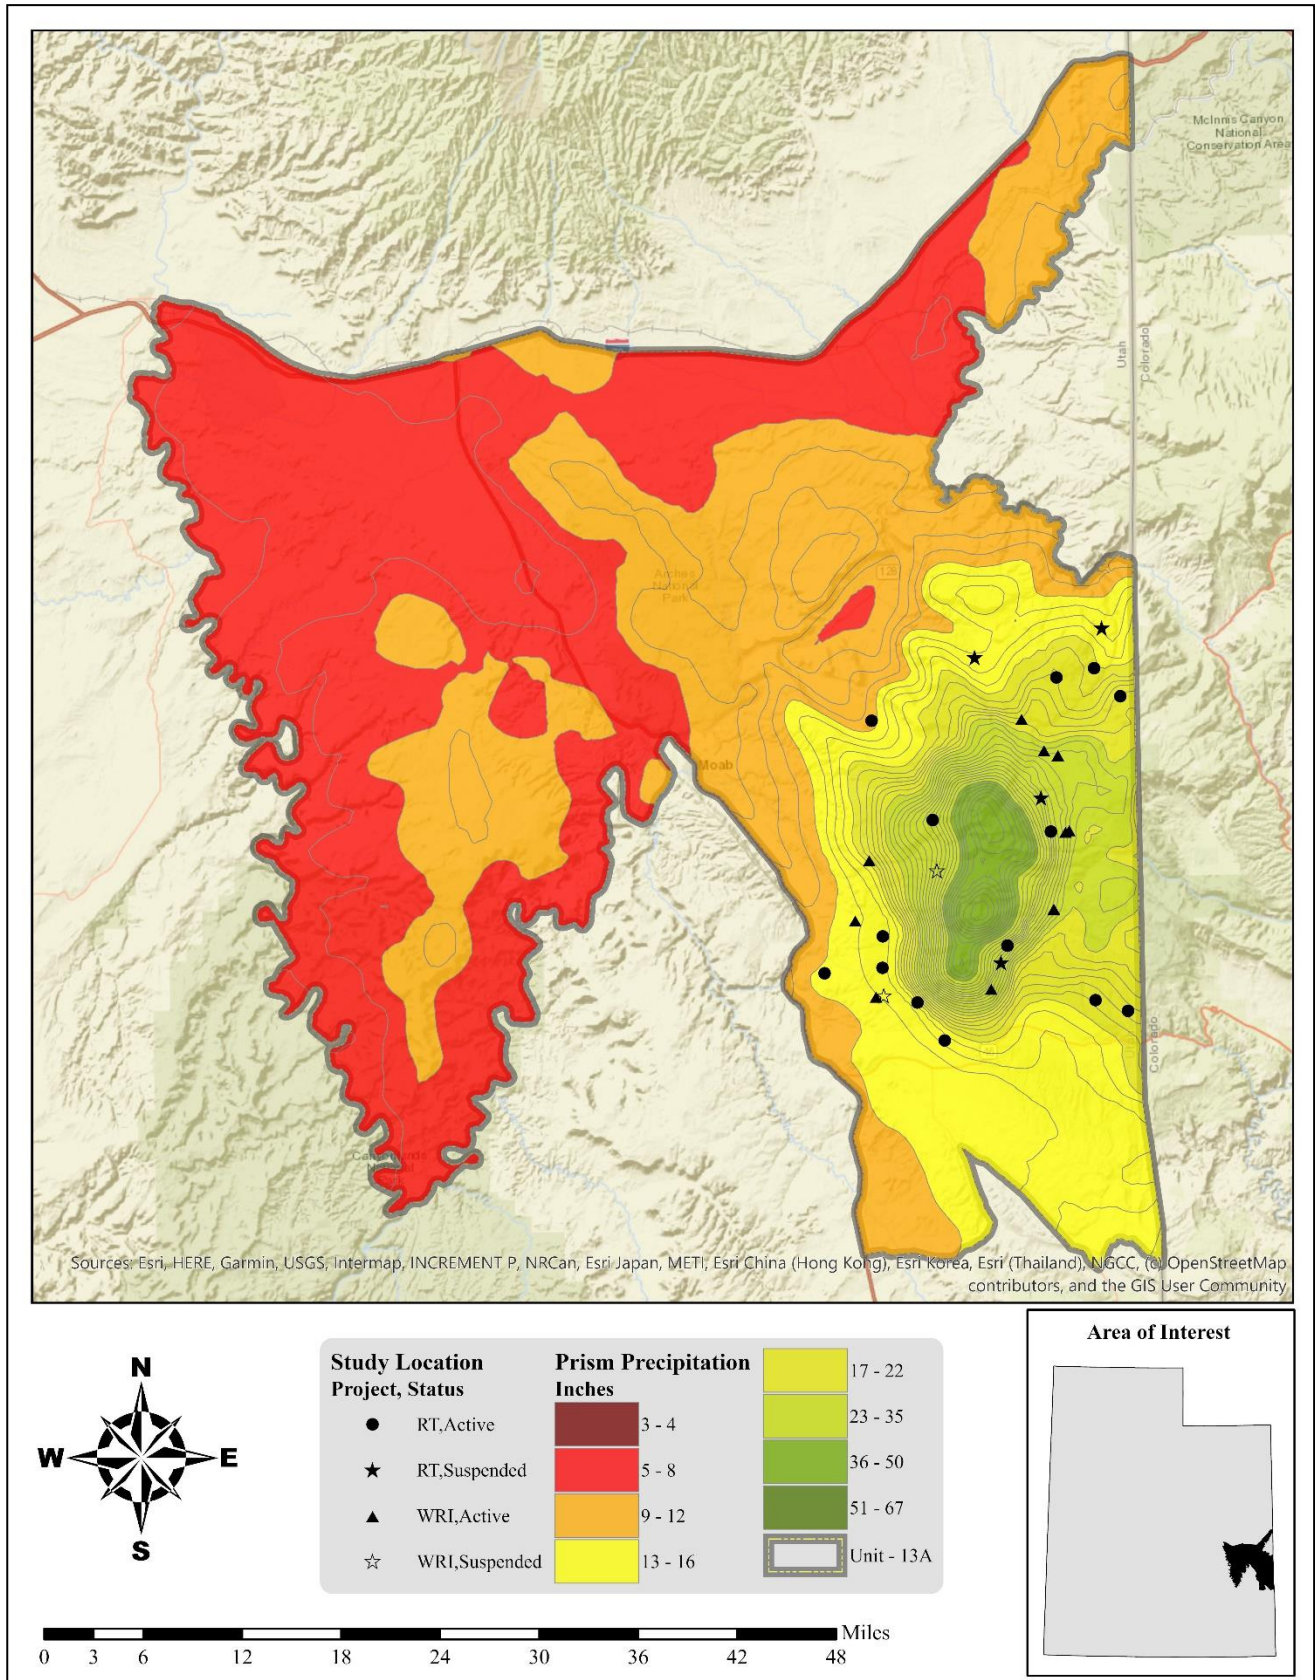 McInnis Canyon
National
Conservation Area
Utah
Colorado
Arches
National
Park
128
Moab
Colorado
Canyonlands
Sources: Esri, HERE, Garmin, USGS, Intermap, INCREMENT P, NRCan, Esri Japan, METI, Esri China (Hong Kong), Esri Korea, Esri (Thailand), NGCC, (c) OpenStreetMap
contributors, and the GIS User Community
N
W
E
S
Study Location
Project, Status
RT,Active
RT,Suspended
WRI,Active
WRI,Suspended
Prism Precipitation
Inches
3 - 4
5 - 8
9 - 12
13 - 16
17 - 22
23 - 35
36 - 50
51 - 67
Unit - 13A
Area of Interest
Miles
0 3 6 12 18 24 30 36 42 48